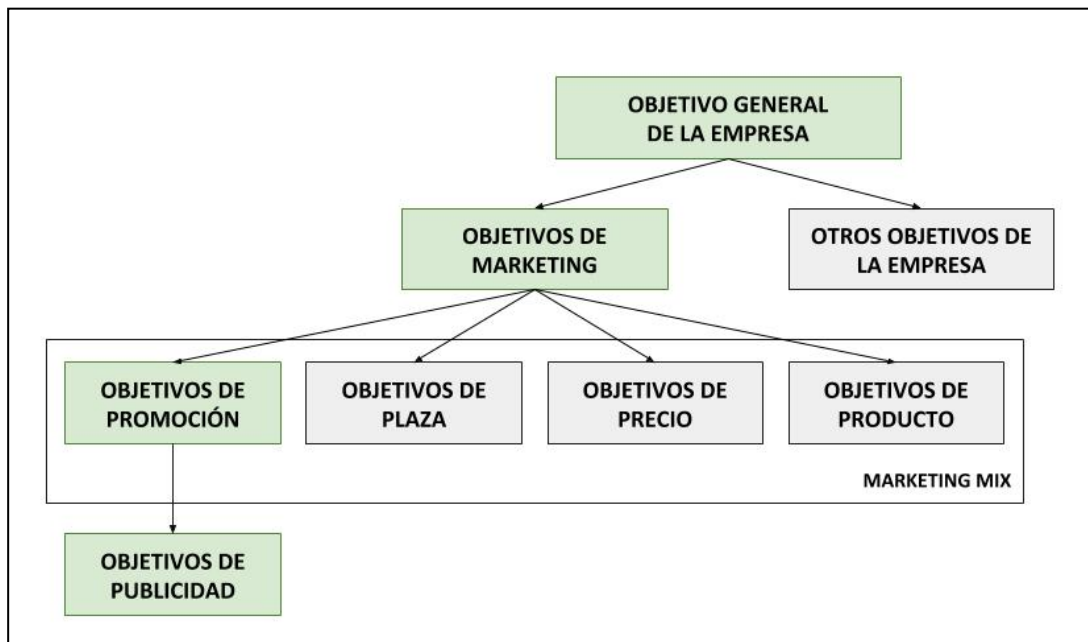 OBJETIVO GENERAL
DE LA EMPRESA
OBJETIVOS DE
MARKETING
OTROS OBJETIVOS DE
LA EMPRESA
OBJETIVOS DE
PROMOCIÓN
OBJETIVOS DE
PLAZA
OBJETIVOS DE
PRECIO
OBJETIVOS DE
PRODUCTO
MARKETING MIX
OBJETIVOS DE
PUBLICIDAD